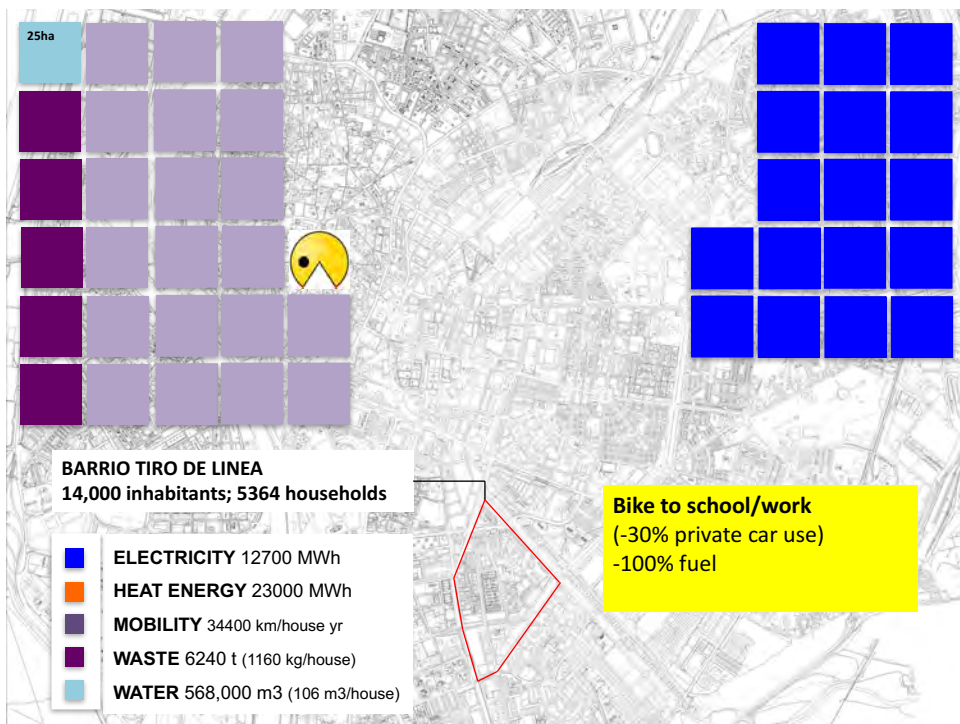 25ha
BARRIO TIRO DE LINEA
14,000 inhabitants; 5364 households
Bike to school/work
(-30% private car use)
-100% fuel
ELECTRICITY 12700 MWh
HEAT ENERGY 23000 MWh
MOBILITY 34400 km/house yr
WASTE 6240 t (1160 kg/house)
WATER 568,000 m3 (106 m3/house)